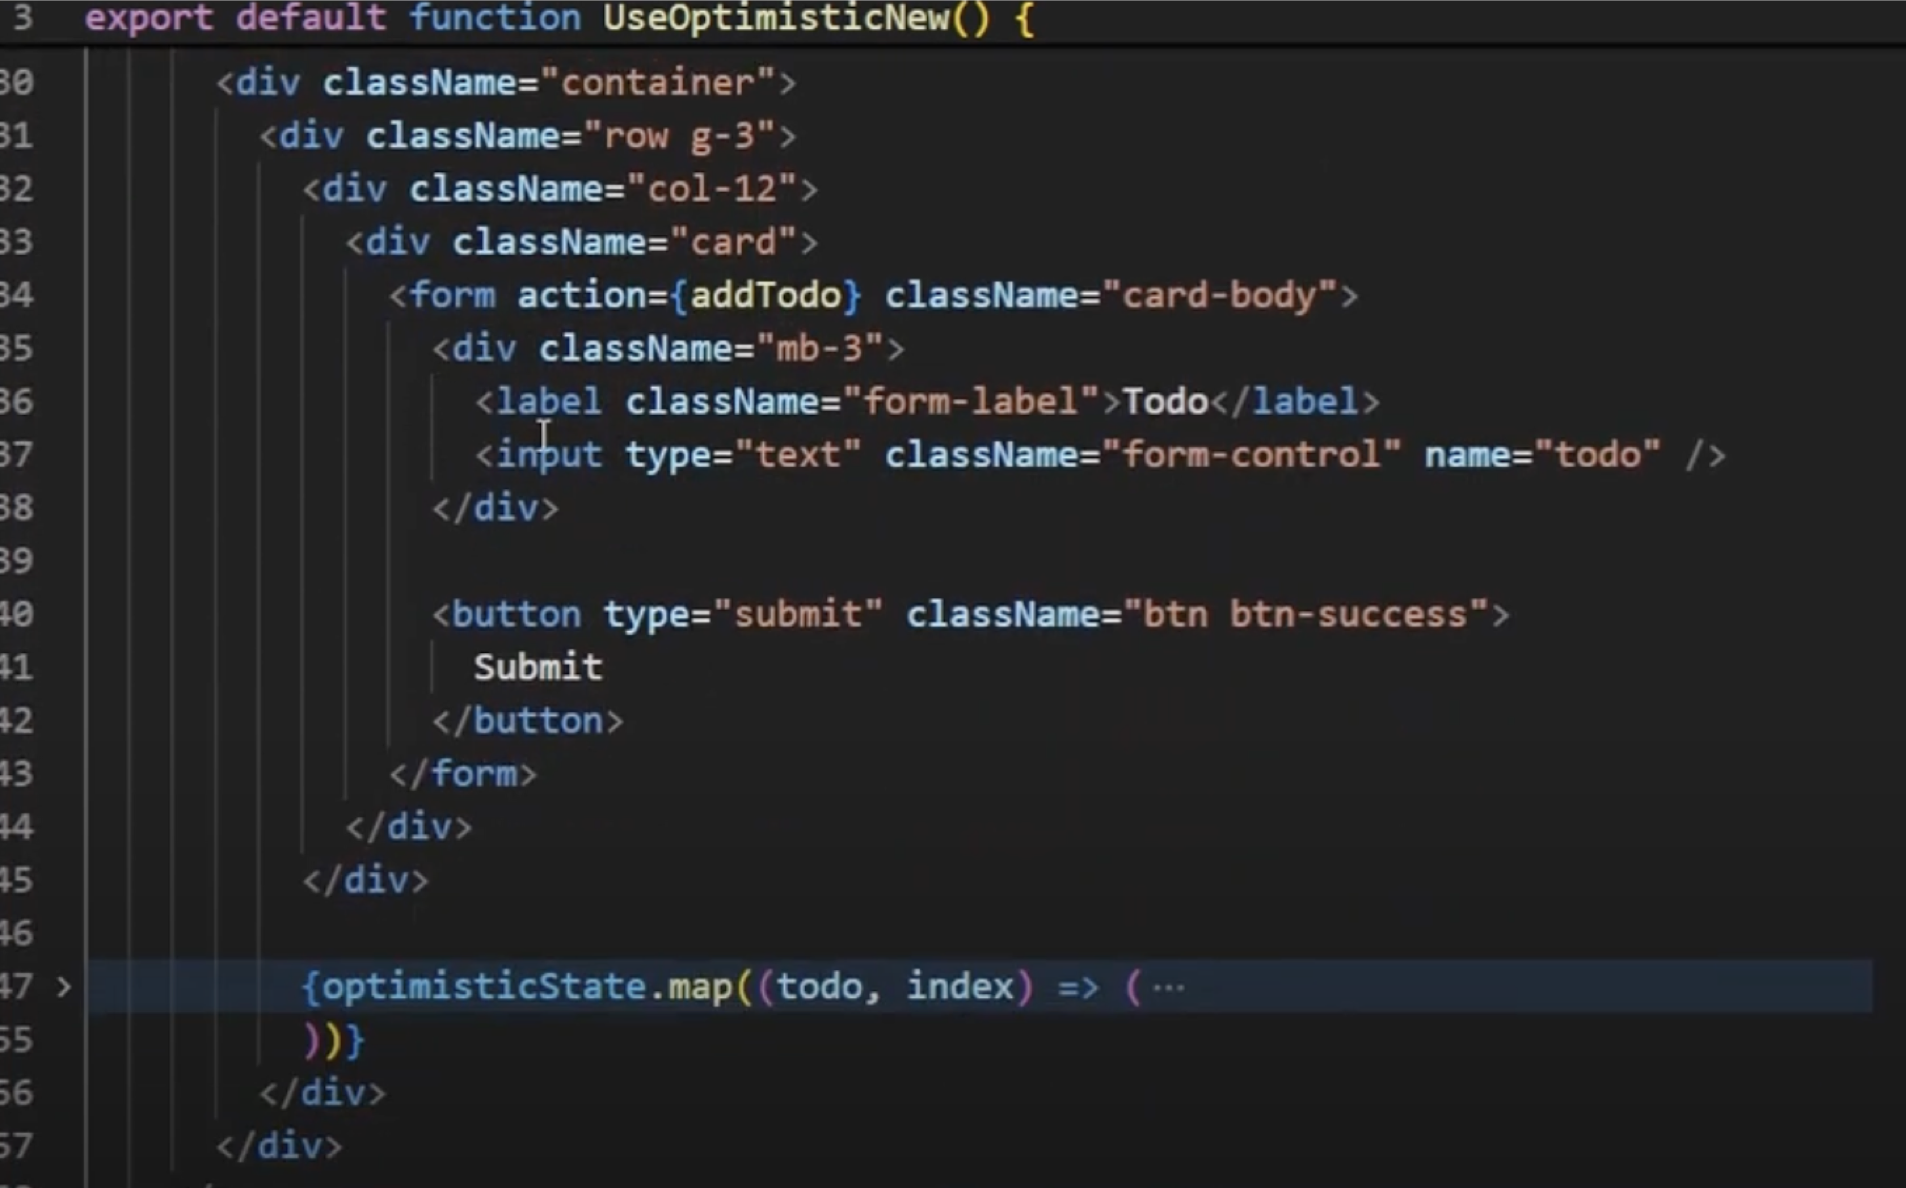 3 export default function UseOptimisticNew() {
30 <div className="container">
31 <div className="row g-3">
32 <div className="col-12">
33 <div className="card">
34 <form action={addTodo} className="card-body">
35 <div className="mb-3">
36 <label className="form-label">Todo</label>
37 <input type="text" className="form-control" name="todo" />
38 </div>
39
40 <button type="submit" className="btn btn-success">
41 Submit
42 </button>
43 </form>
44 </div>
45 </div>
46
47 > {optimisticState.map((todo, index) => ( ⋯
55 ))}
56 </div>
57 </div>